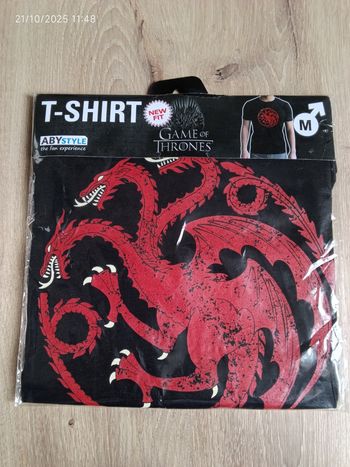 21/10/2025 11:48
T-SHIRT
NEW
FIT
GAME OF
THRONES
M
ABYSTYLE
the fan experience